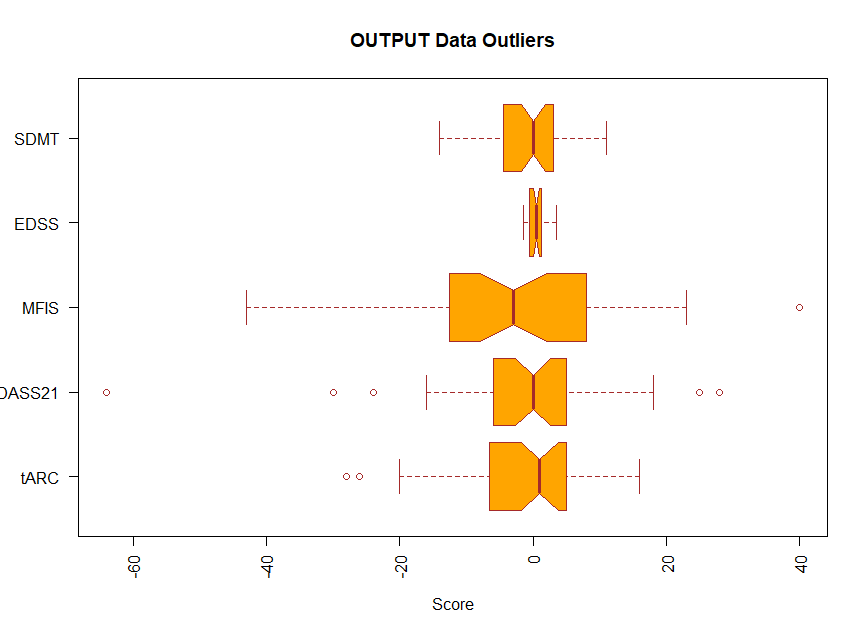 OUTPUT Data Outliers
SDMT
EDSS
MFIS
DASS21
tARC
-60
-40
-20
0
20
40
Score